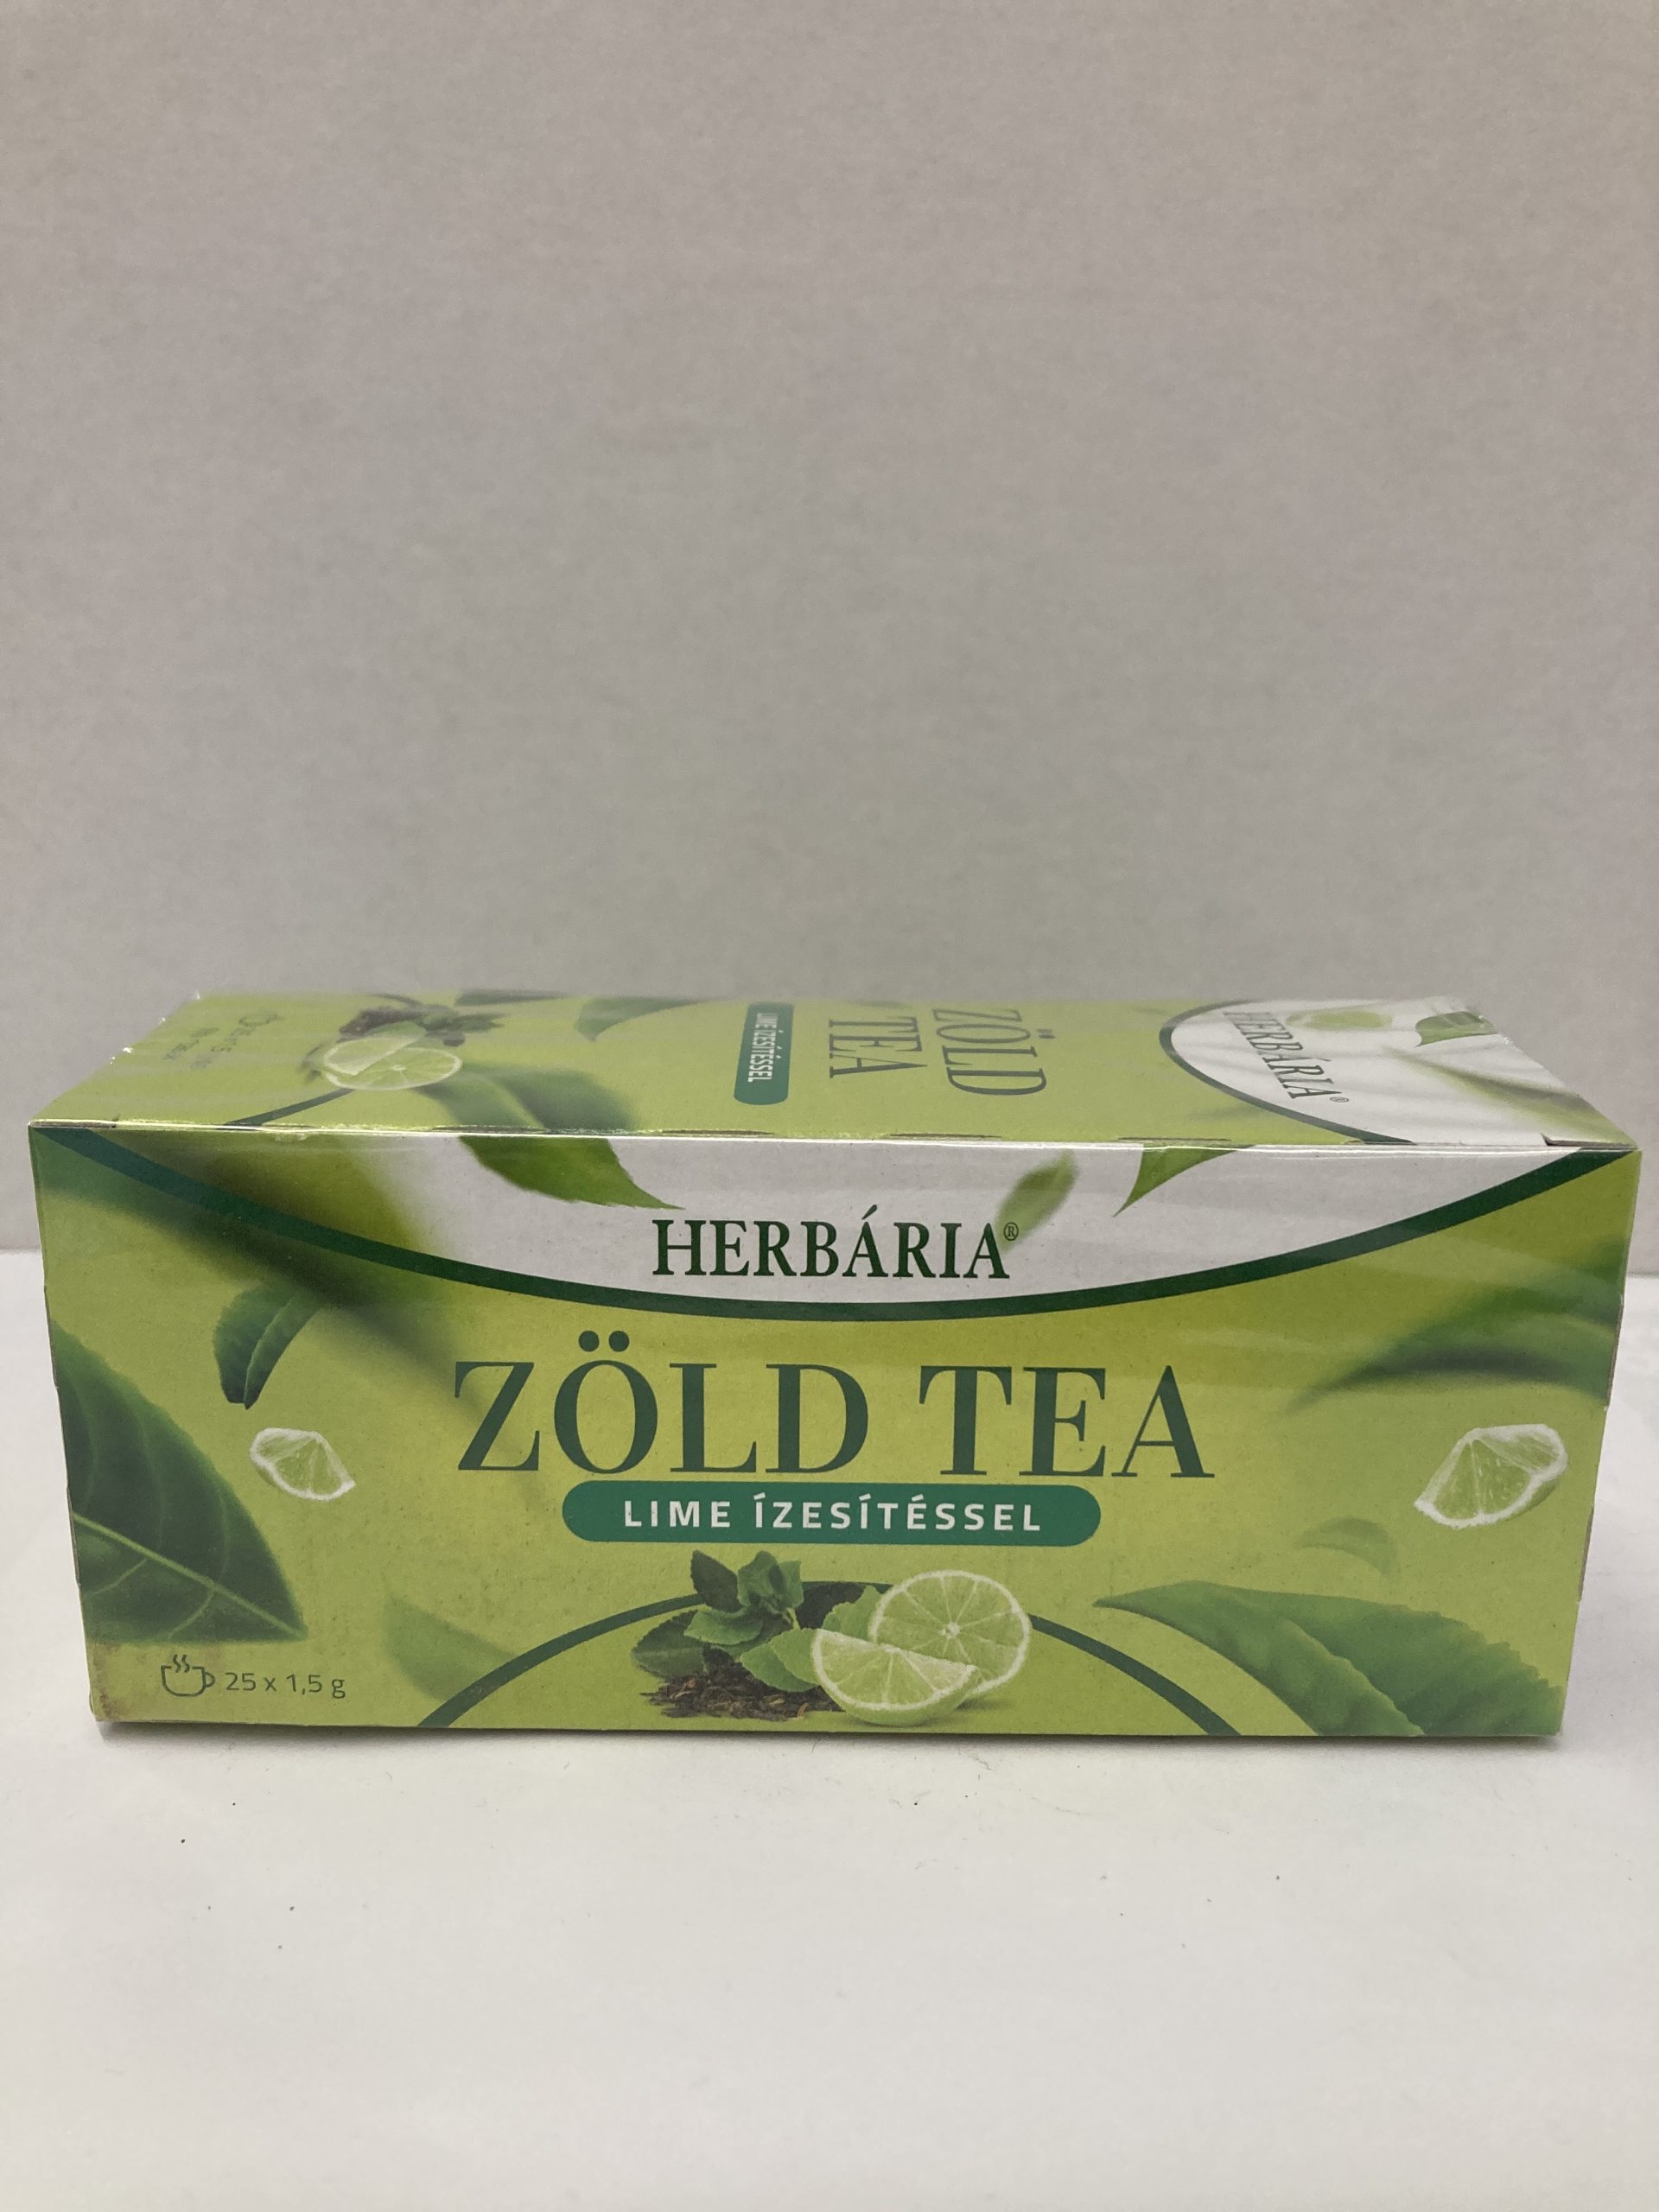 HERBÁRIA®
ZÖLD
TEA
LIME ÍZESÍTÉSSEL
HERBÁRIA®
ZÖLD TEA
LIME ÍZESÍTÉSSEL
25 x 1,5 g